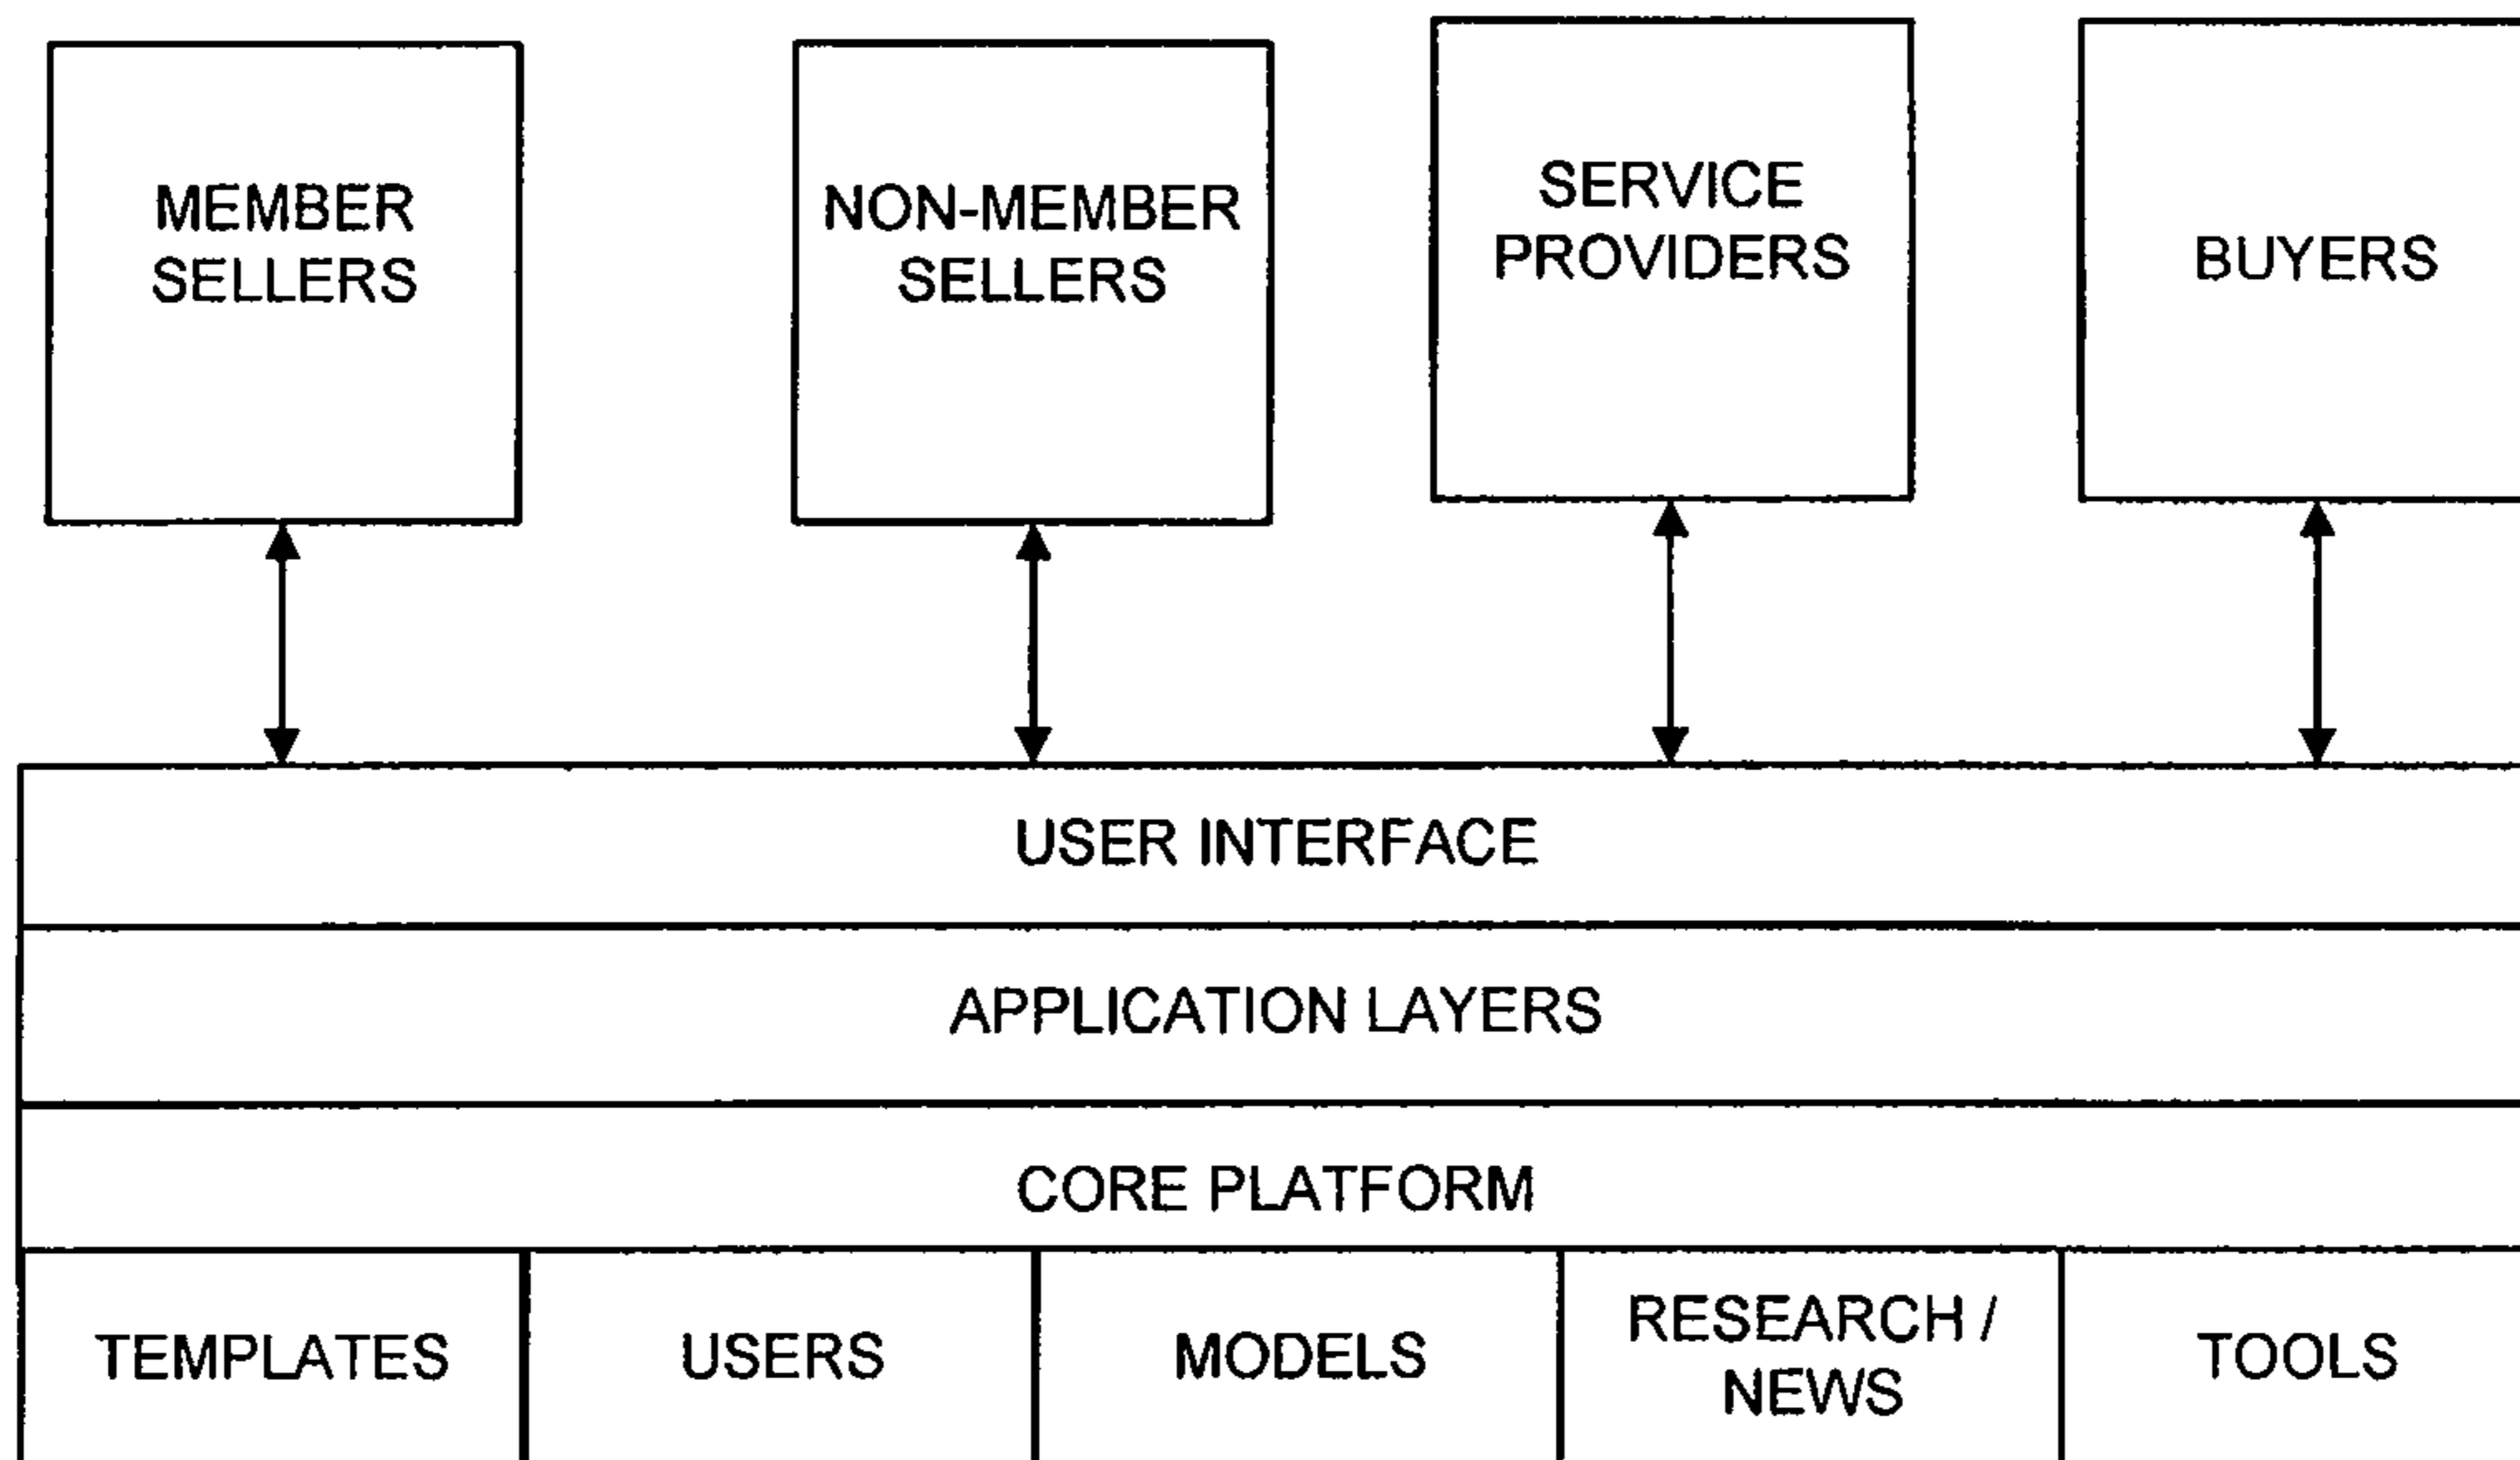 MEMBER
SELLERS
NON-MEMBER
SELLERS
SERVICE
PROVIDERS
BUYERS
USER INTERFACE
APPLICATION LAYERS
CORE PLATFORM
TEMPLATES
USERS
MODELS
RESEARCH /
NEWS
TOOLS